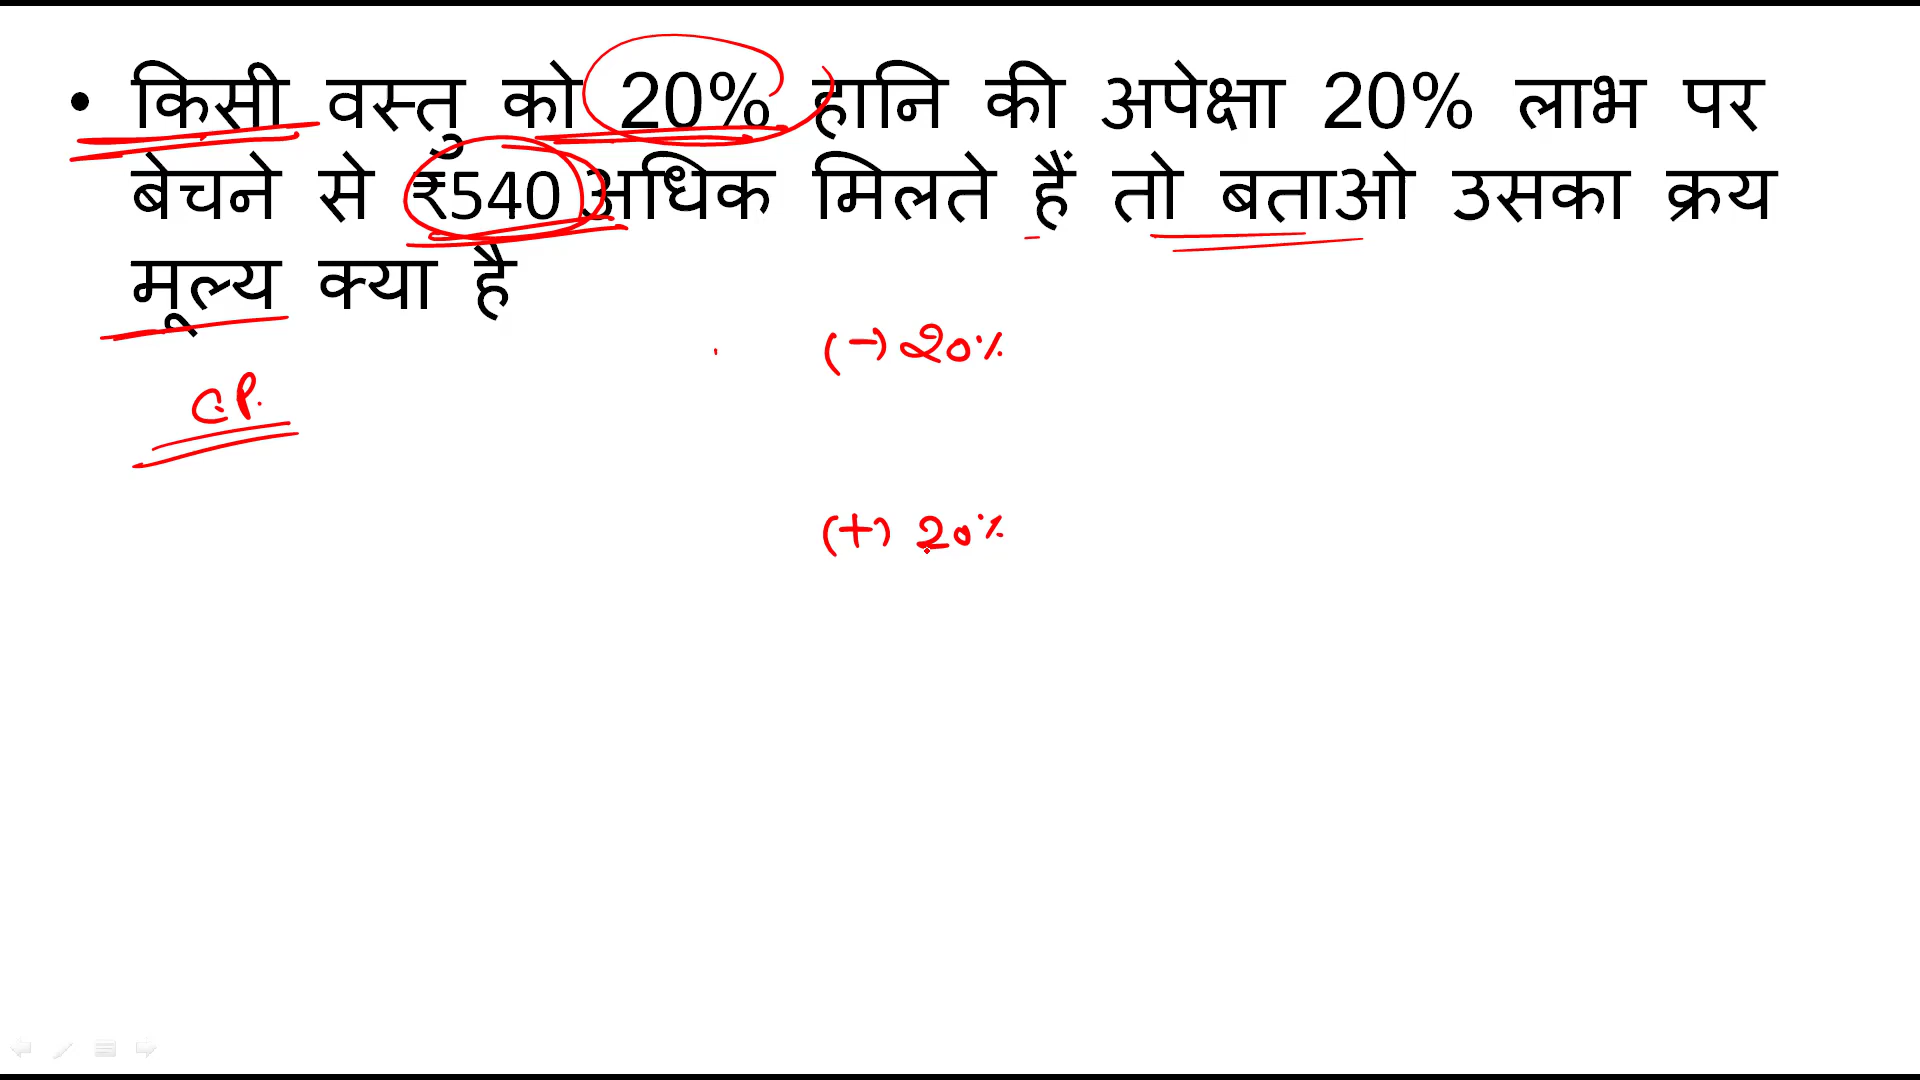 • किसी वस्तु को 20% हानि की अपेक्षा 20% लाभ पर
बेचने से ₹540 अधिक मिलते हैं तो बताओ उसका क्रय
मूल्य क्या है
(-) 20%
C.P.
(+) 20%